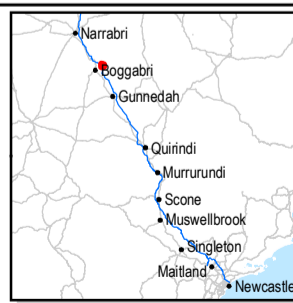 Narrabri
Boggabri
Gunnedah
Quirindi
Murrurundi
Scone
Muswellbrook
Singleton
Maitland
Newcastle